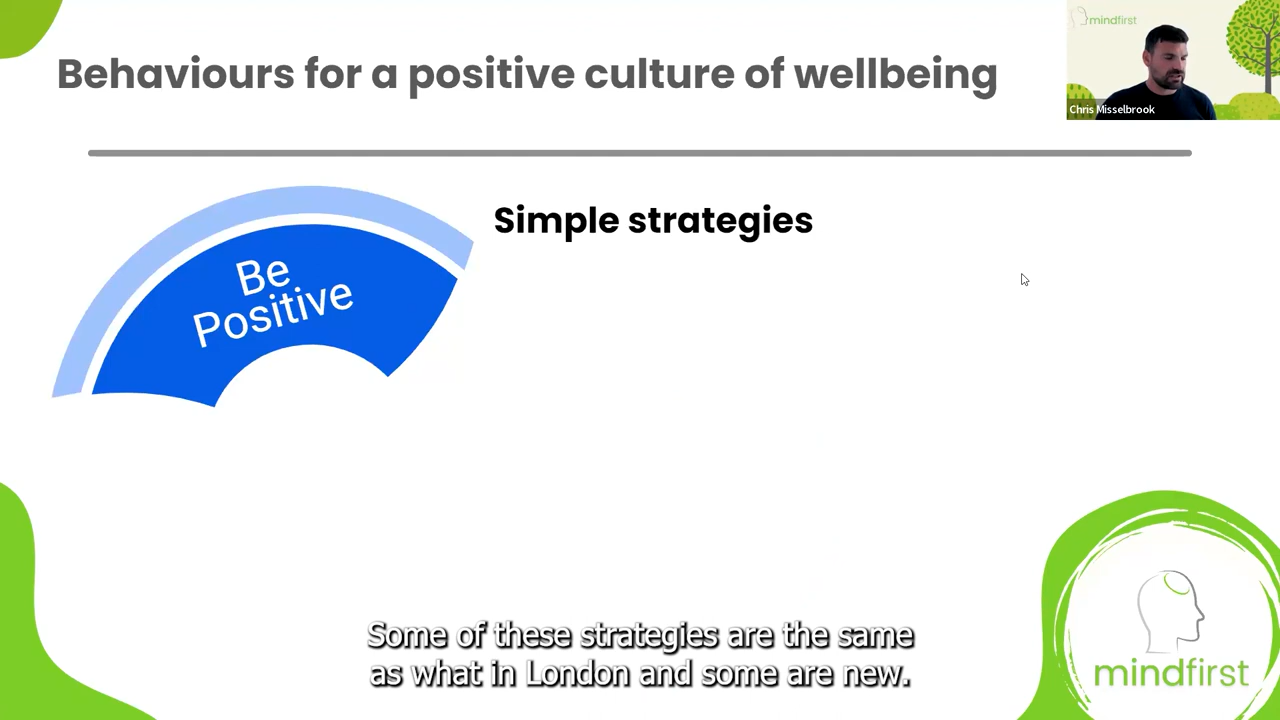 Behaviours for a positive culture of wellbeing
mindfirst
Chris Misselbrook
Simple strategies
Be
Positive
Some of these strategies are the same
as what in London and some are new.
mindfirst